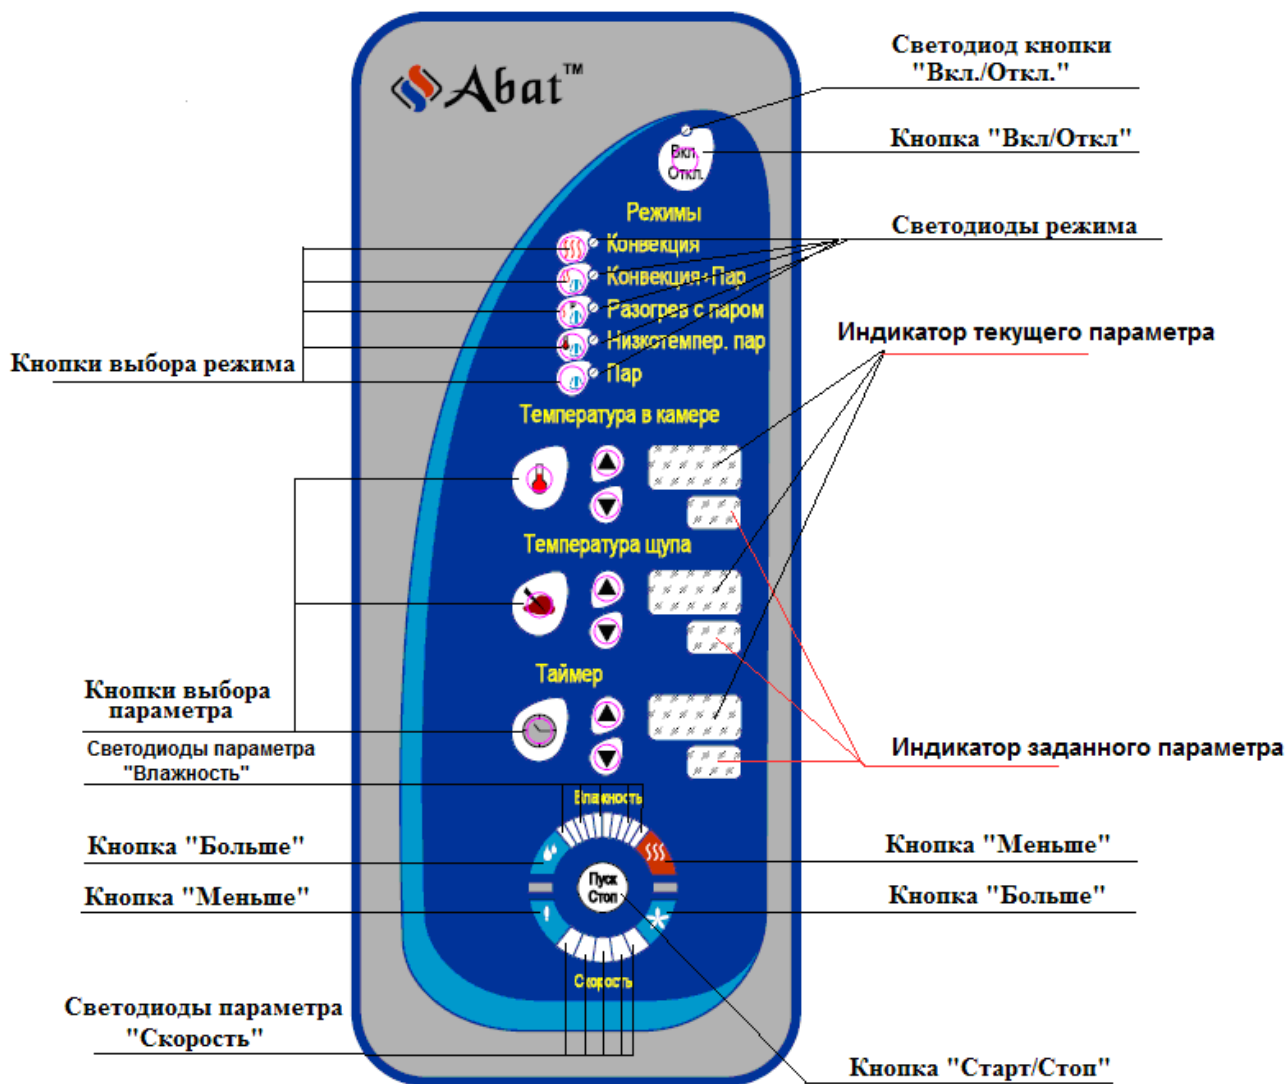 Abat™
Светодиод кнопки
"Вкл./Откл."
Кнопка "Вкл/Откл"
Вкл.
Откл.
Режимы
Светодиоды режима
Конвекция
Конвекция+Пар
Разогрев с паром
Низкотемпер. пар
Пар
Кнопки выбора режима
Индикатор текущего параметра
Температура в камере
Температура щупа
Таймер
Кнопки выбора
параметра
Светодиоды параметра
"Влажность"
Индикатор заданного параметра
Влажность
Кнопка "Больше"
Кнопка "Меньше"
Пуск
Стоп
Кнопка "Меньше"
Кнопка "Больше"
Скорость
Светодиоды параметра
"Скорость"
Кнопка "Старт/Стоп"